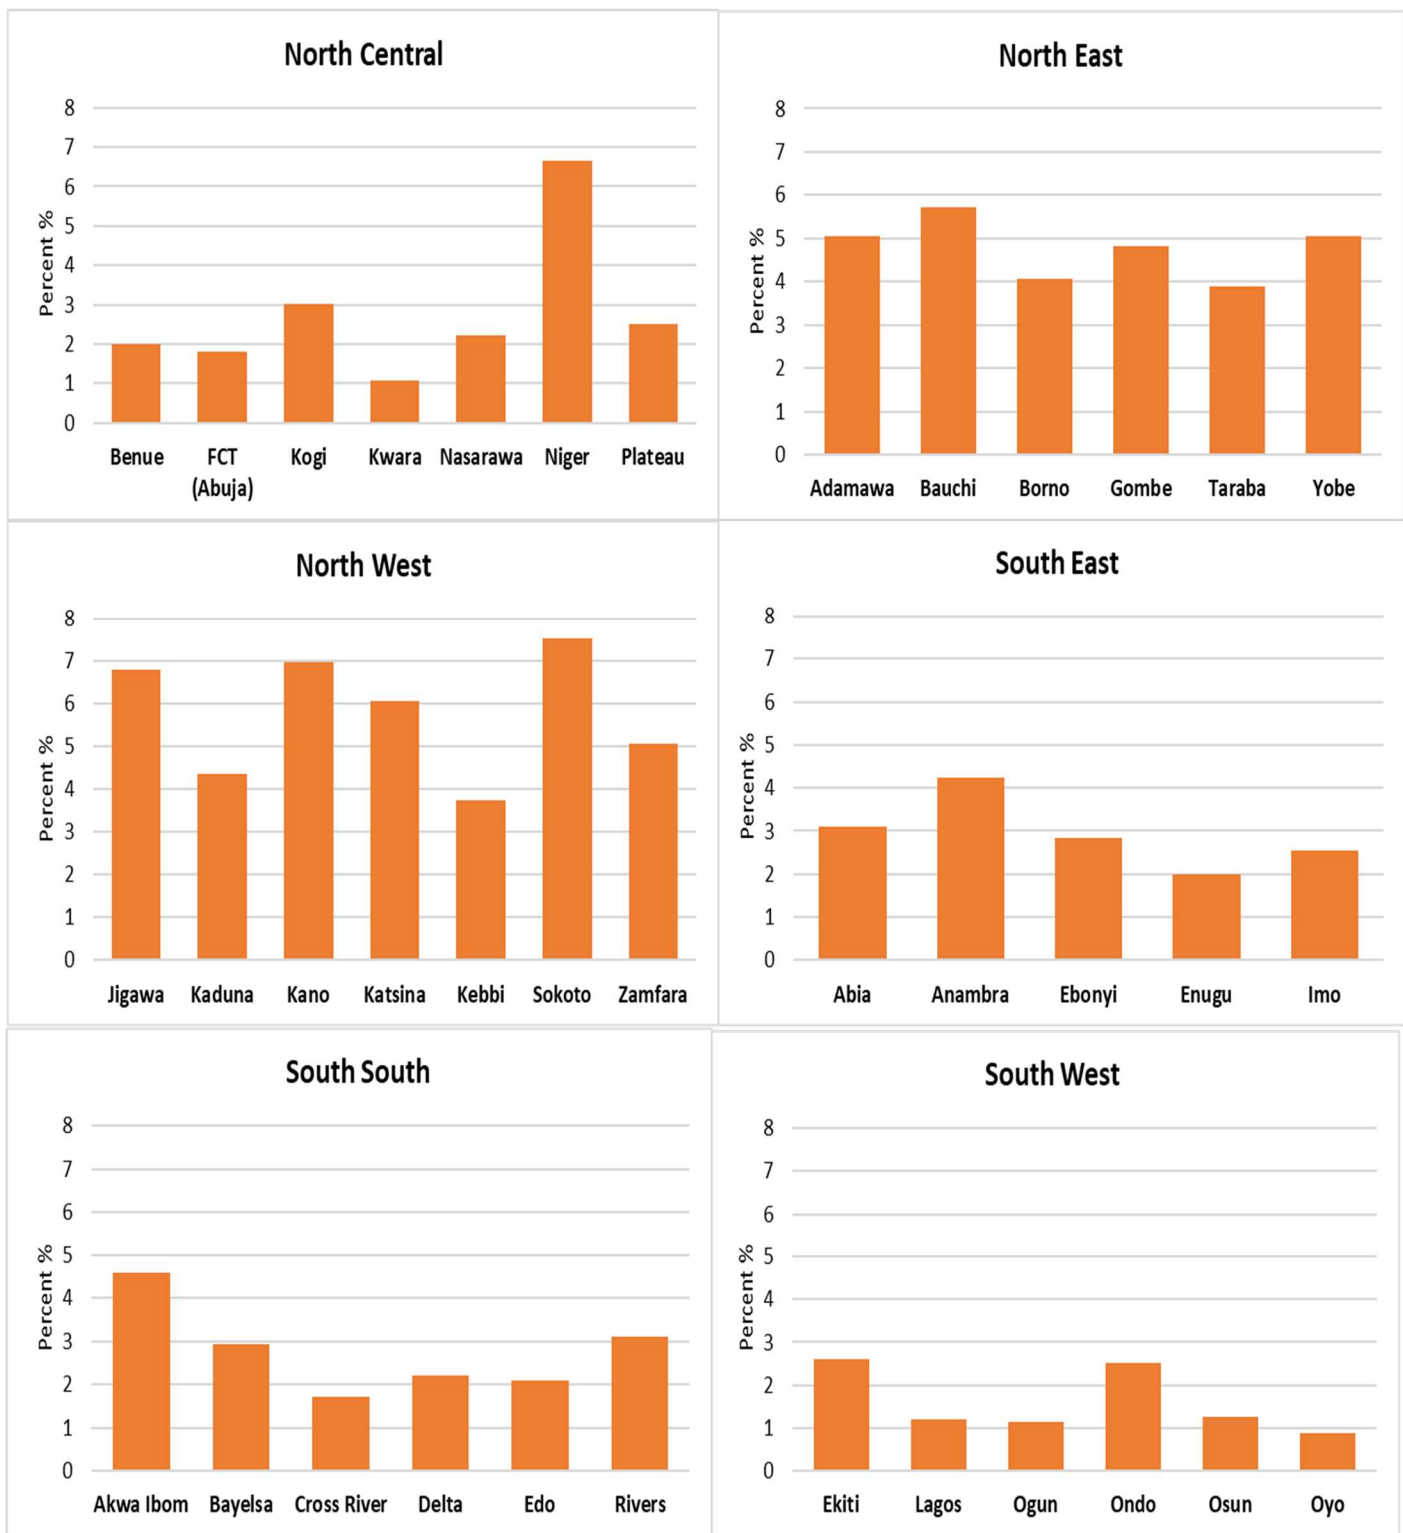 North Central
8
7
6
5
4
3
2
1
0
Percent %
Benue FCT Kogi Kwara Nasarawa Niger Plateau
(Abuja)
North East
8
7
6
5
4
3
2
1
0
Percent %
Adamawa Bauchi Borno Gombe Taraba Yobe
North West
8
7
6
5
4
3
2
1
0
Percent %
Jigawa Kaduna Kano Katsina Kebbi Sokoto Zamfara
South East
8
7
6
5
4
3
2
1
0
Percent %
Abia Anambra Ebonyi Enugu Imo
South South
8
7
6
5
4
3
2
1
0
Percent %
Akwa Ibom Bayelsa Cross River Delta Edo Rivers
South West
8
7
6
5
4
3
2
1
0
Percent %
Ekiti Lagos Ogun Ondo Osun Oyo